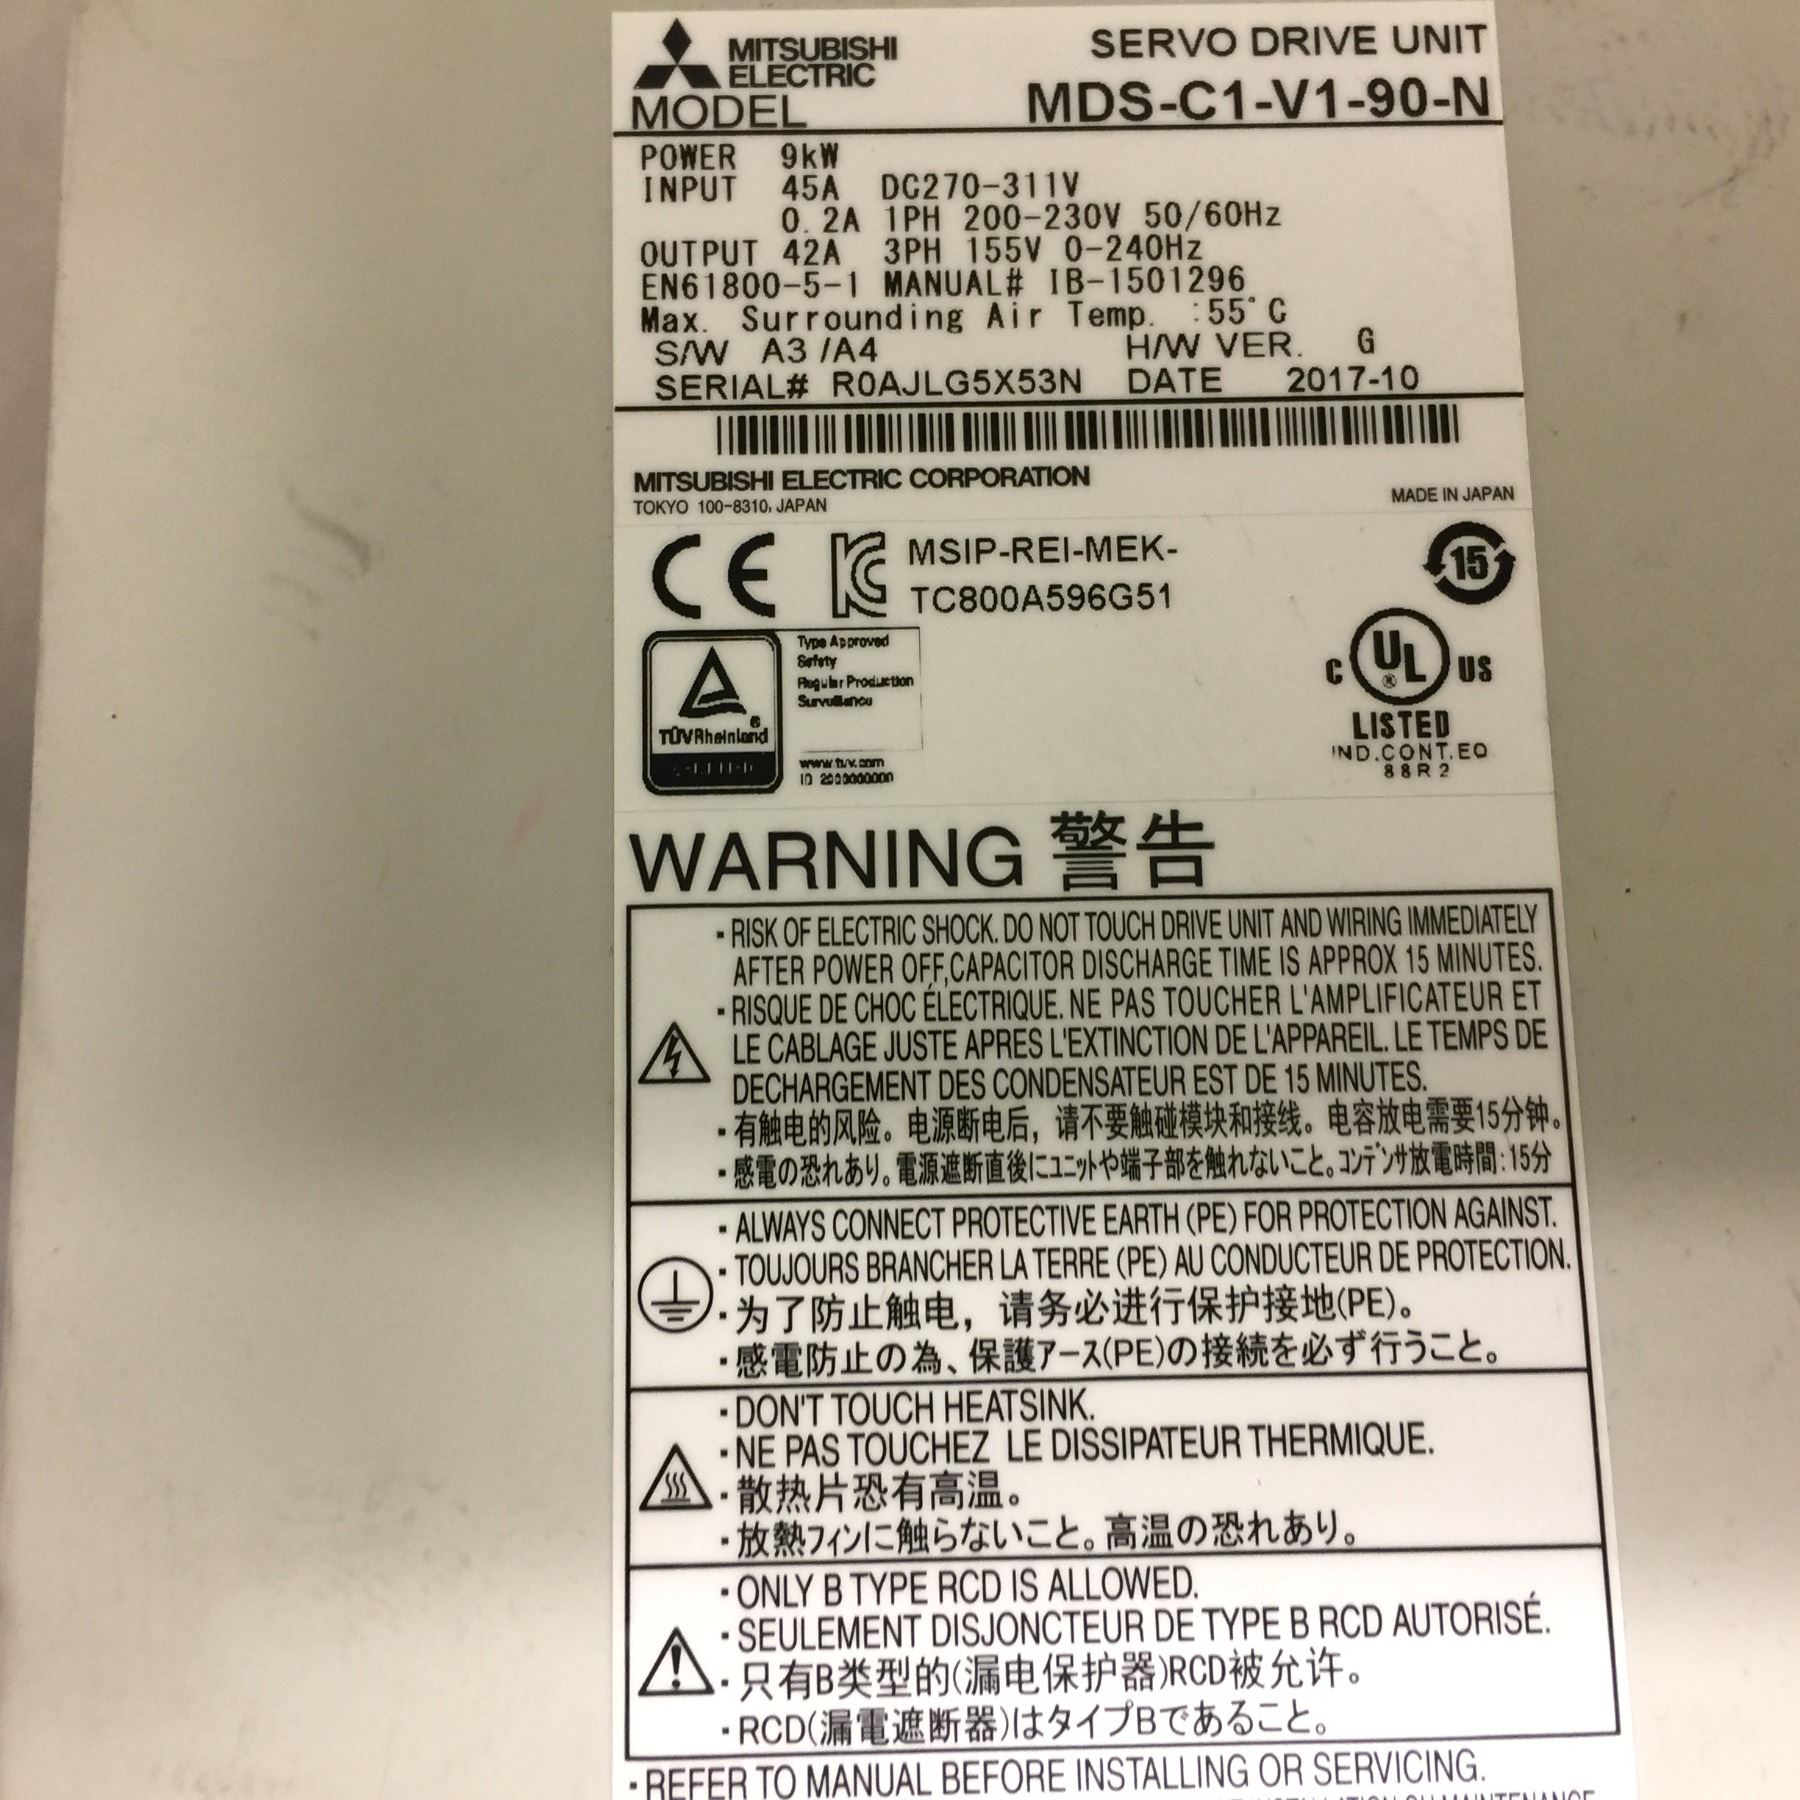 MITSUBISHI
ELECTRIC
SERVO DRIVE UNIT
MODEL MDS-C1-V1-90-N
POWER 9kW
INPUT 45A DC270-311V
0.2A 1PH 200-230V 50/60Hz
OUTPUT 42A 3PH 155V 0-240Hz
EN61800-5-1 MANUAL# IB-1501296
Max. Surrounding Air Temp. :55°C
S/W A3 /A4 H/W VER. G
SERIAL# R0AJLG5X53N DATE 2017-10
MITSUBISHI ELECTRIC CORPORATION
TOKYO 100-8310, JAPAN MADE IN JAPAN
CE KC MSIP-REI-MEK-
TC800A596G51
15
TÜVRheinland
Type Approved
Safety
Regular Production
Surveillance
www.tuv.com
ID
C UL® US
LISTED
IND.CONT.EQ
88R2
WARNING 警告
・RISK OF ELECTRIC SHOCK. DO NOT TOUCH DRIVE UNIT AND WIRING IMMEDIATELY
AFTER POWER OFF,CAPACITOR DISCHARGE TIME IS APPROX 15 MINUTES.
・RISQUE DE CHOC ÉLECTRIQUE. NE PAS TOUCHER L'AMPLIFICATEUR ET
LE CABLAGE JUSTE APRES L'EXTINCTION DE L'APPAREIL. LE TEMPS DE
DECHARGEMENT DES CONDENSATEUR EST DE 15 MINUTES.
・有触电的风险。电源断电后，请不要触碰模块和接线。电容放电需要15分钟。
・感電の恐れあり。電源遮断直後にユニットや端子部を触れないこと。コンデンサ放電時間:15分
・ALWAYS CONNECT PROTECTIVE EARTH (PE) FOR PROTECTION AGAINST.
・TOUJOURS BRANCHER LA TERRE (PE) AU CONDUCTEUR DE PROTECTION.
・为了防止触电，请务必进行保护接地(PE)。
・感電防止の為、保護アース(PE)の接続を必ず行うこと。
・DON'T TOUCH HEATSINK.
・NE PAS TOUCHEZ LE DISSIPATEUR THERMIQUE.
・散热片恐有高温。
・放熱フィンに触らないこと。高温の恐れあり。
・ONLY B TYPE RCD IS ALLOWED.
・SEULEMENT DISJONCTEUR DE TYPE B RCD AUTORISÉ.
・只有B类型的(漏电保护器)RCD被允许。
・RCD(漏電遮断器)はタイプBであること。
・REFER TO MANUAL BEFORE INSTALLING OR SERVICING.